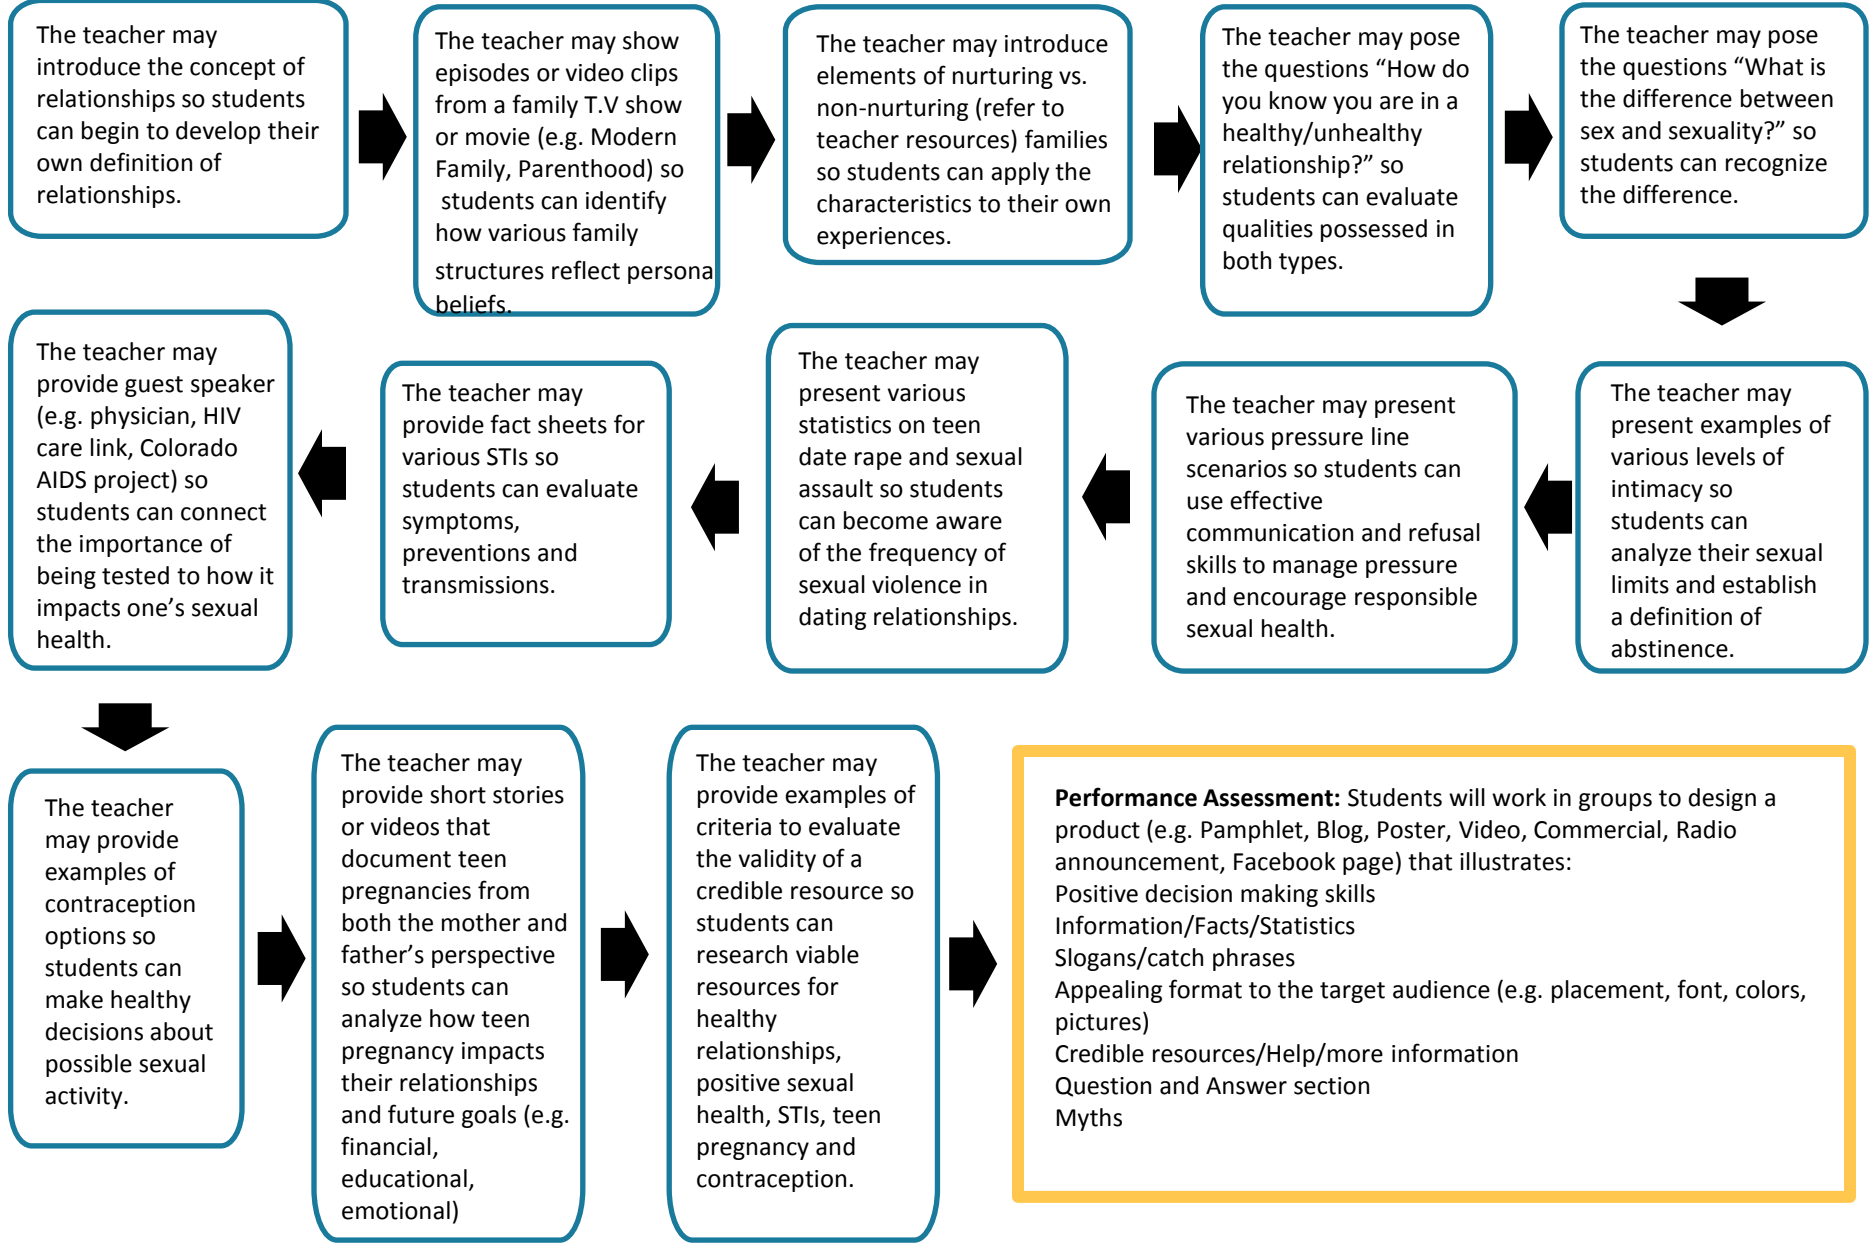 The teacher may
introduce the concept of
relationships so students
can begin to develop their
own definition of
relationships.
The teacher may show
episodes or video clips
from a family T.V show
or movie (e.g. Modern
Family, Parenthood) so
students can identify
how various family
structures reflect persona
beliefs.
The teacher may introduce
elements of nurturing vs.
non-nurturing (refer to
teacher resources) families
so students can apply the
characteristics to their own
experiences.
The teacher may pose
the questions “How do
you know you are in a
healthy/unhealthy
relationship?” so
students can evaluate
qualities possessed in
both types.
The teacher may pose
the questions “What is
the difference between
sex and sexuality?” so
students can recognize
the difference.
The teacher may
present examples of
various levels of
intimacy so
students can
analyze their sexual
limits and establish
a definition of
abstinence.
The teacher may present
various pressure line
scenarios so students can
use effective
communication and refusal
skills to manage pressure
and encourage responsible
sexual health.
The teacher may
present various
statistics on teen
date rape and sexual
assault so students
can become aware
of the frequency of
sexual violence in
dating relationships.
The teacher may
provide fact sheets for
various STIs so
students can evaluate
symptoms,
preventions and
transmissions.
The teacher may
provide guest speaker
(e.g. physician, HIV
care link, Colorado
AIDS project) so
students can connect
the importance of
being tested to how it
impacts one’s sexual
health.
The teacher
may provide
examples of
contraception
options so
students can
make healthy
decisions about
possible sexual
activity.
The teacher may
provide short stories
or videos that
document teen
pregnancies from
both the mother and
father’s perspective
so students can
analyze how teen
pregnancy impacts
their relationships
and future goals (e.g.
financial,
educational,
emotional)
The teacher may
provide examples of
criteria to evaluate
the validity of a
credible resource so
students can
research viable
resources for
healthy
relationships,
positive sexual
health, STIs, teen
pregnancy and
contraception.
Performance Assessment: Students will work in groups to design a
product (e.g. Pamphlet, Blog, Poster, Video, Commercial, Radio
announcement, Facebook page) that illustrates:
Positive decision making skills
Information/Facts/Statistics
Slogans/catch phrases
Appealing format to the target audience (e.g. placement, font, colors,
pictures)
Credible resources/Help/more information
Question and Answer section
Myths